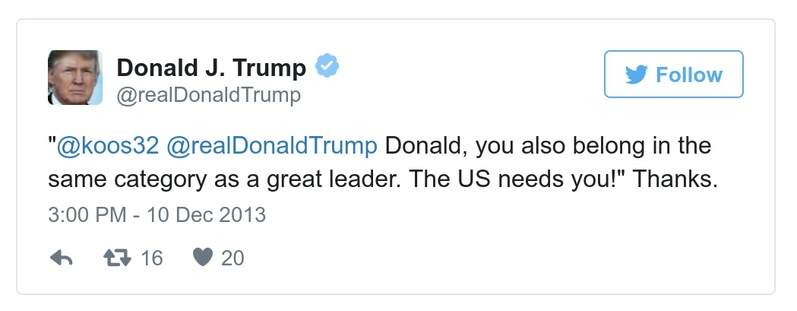 Donald J. Trump
@realDonaldTrump
Follow
"@koos32 @realDonaldTrump Donald, you also belong in the
same category as a great leader. The US needs you!" Thanks.
3:00 PM - 10 Dec 2013
16 20